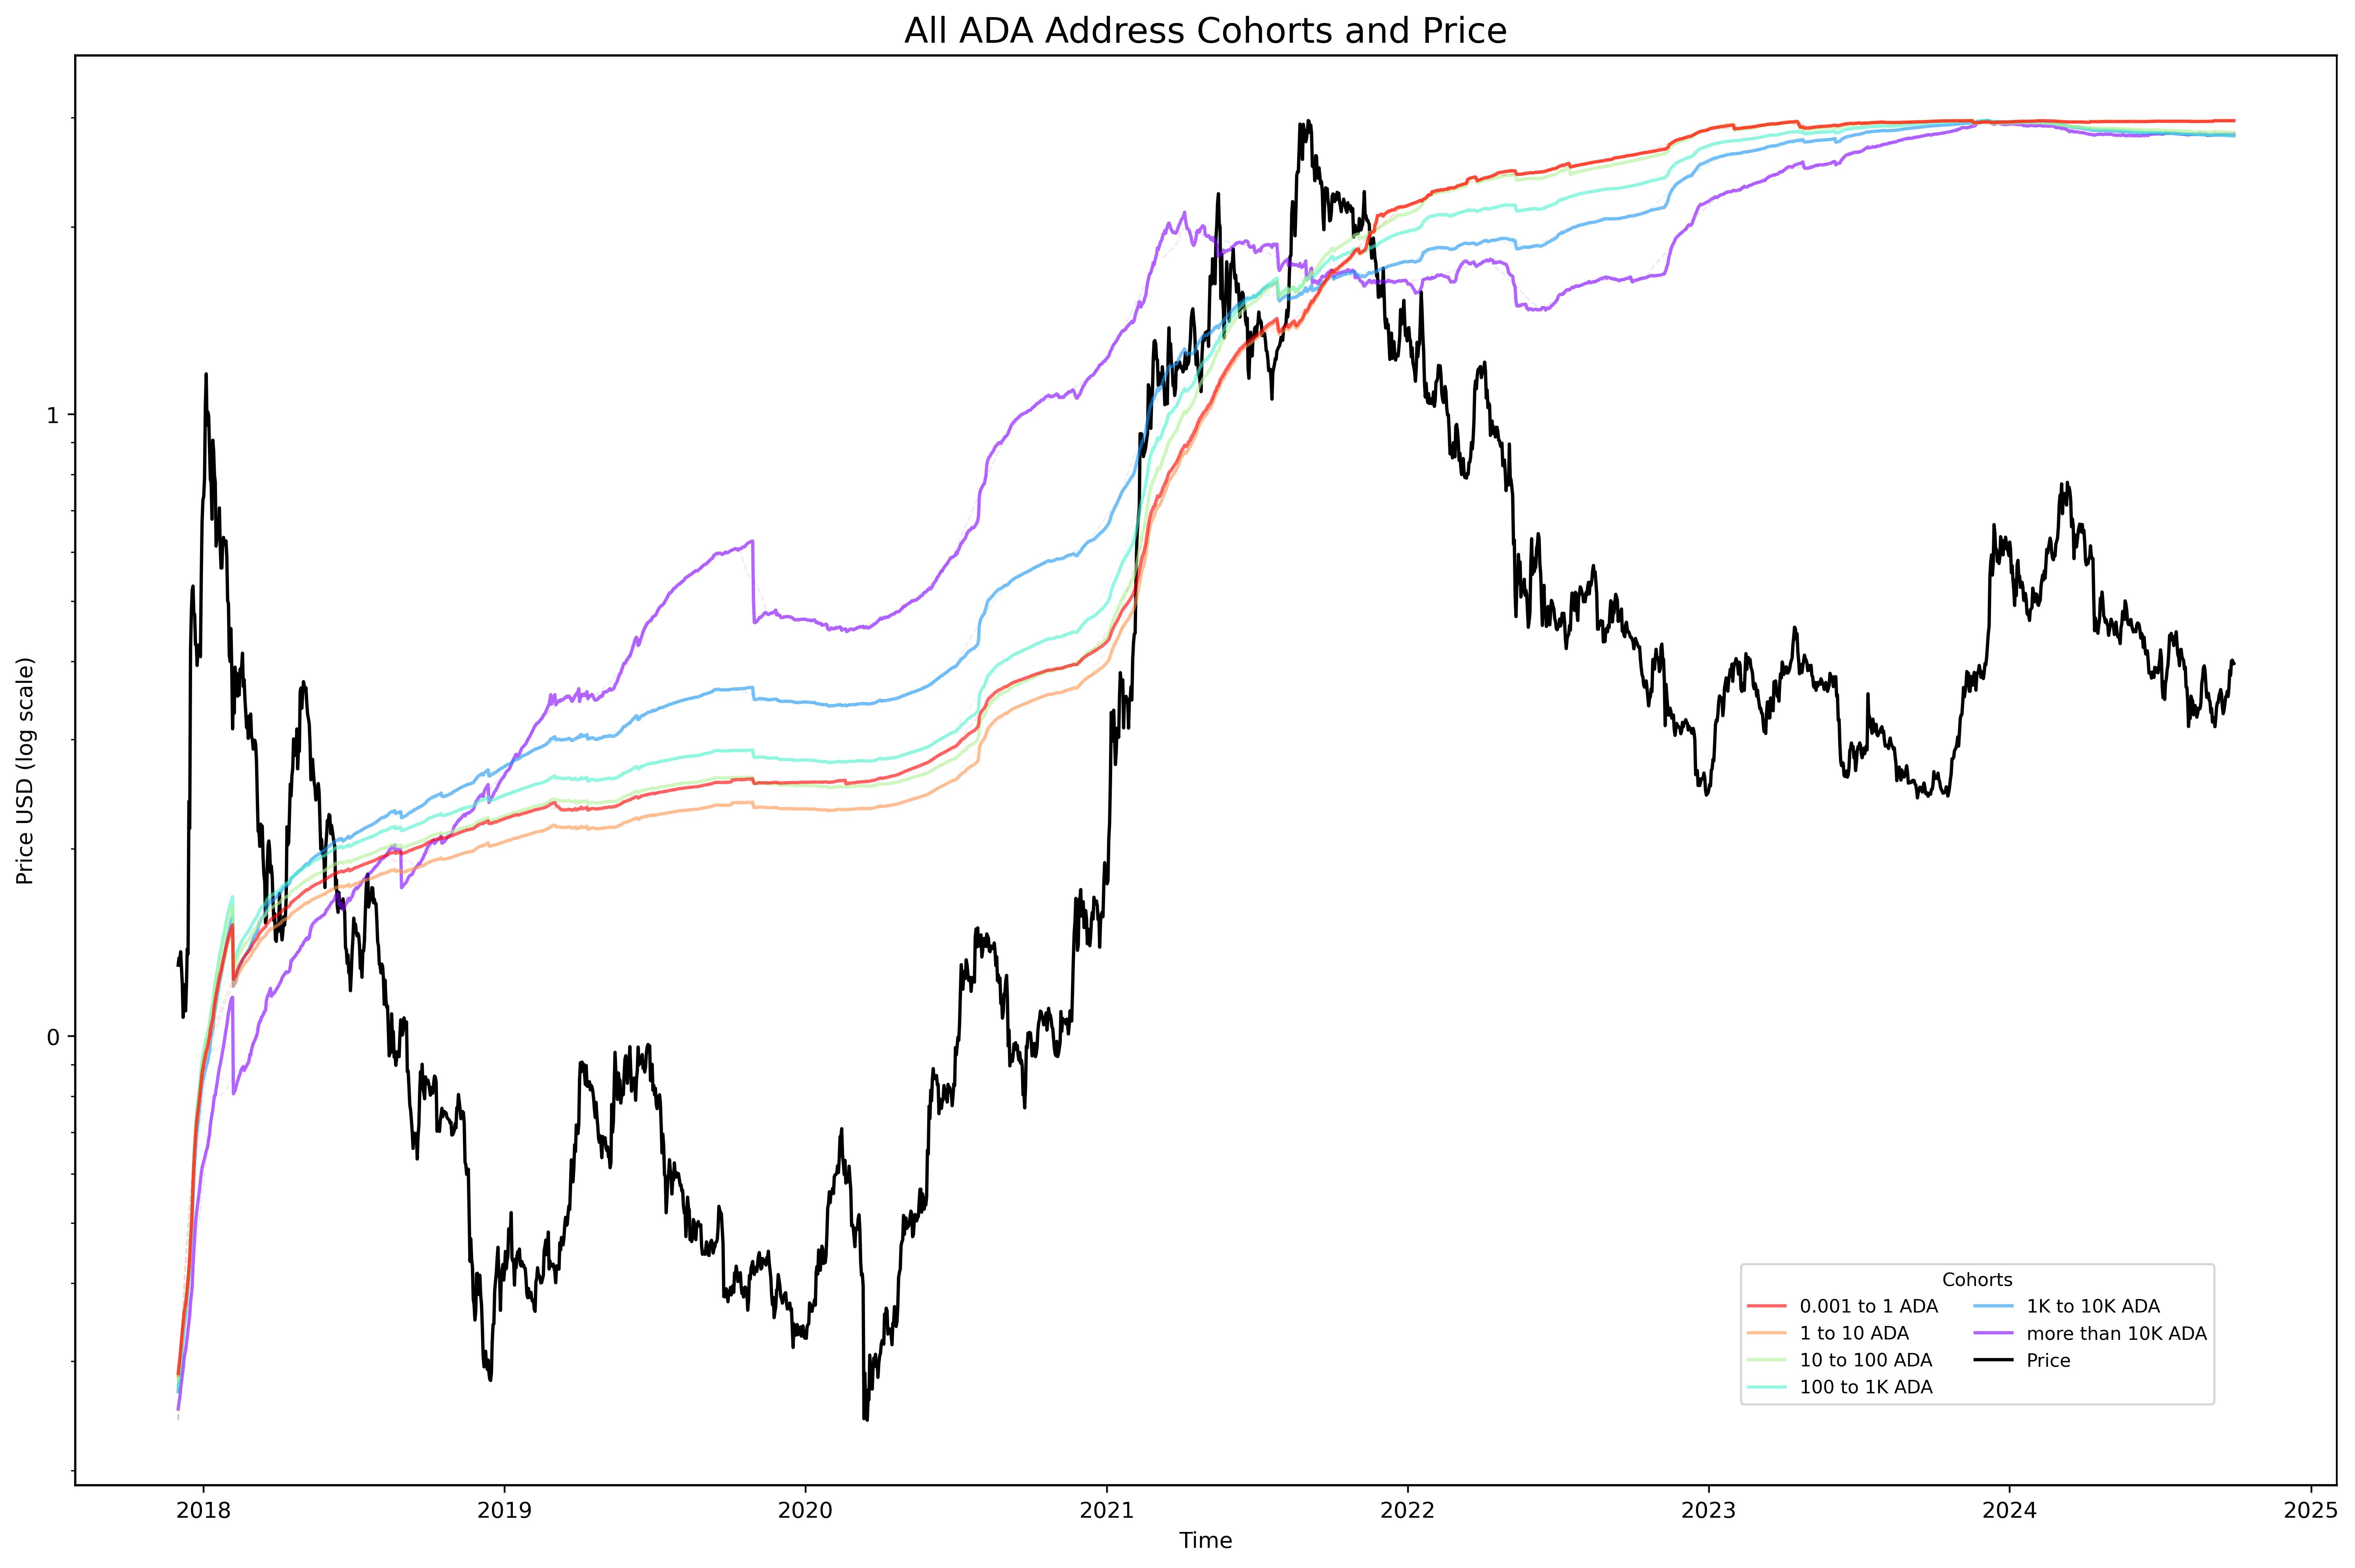 All ADA Address Cohorts and Price
Price USD (log scale)
1
0
2018 2019 2020 2021 2022 2023 2024 2025
Time
Cohorts
0.001 to 1 ADA
1 to 10 ADA
10 to 100 ADA
100 to 1K ADA
1K to 10K ADA
more than 10K ADA
Price